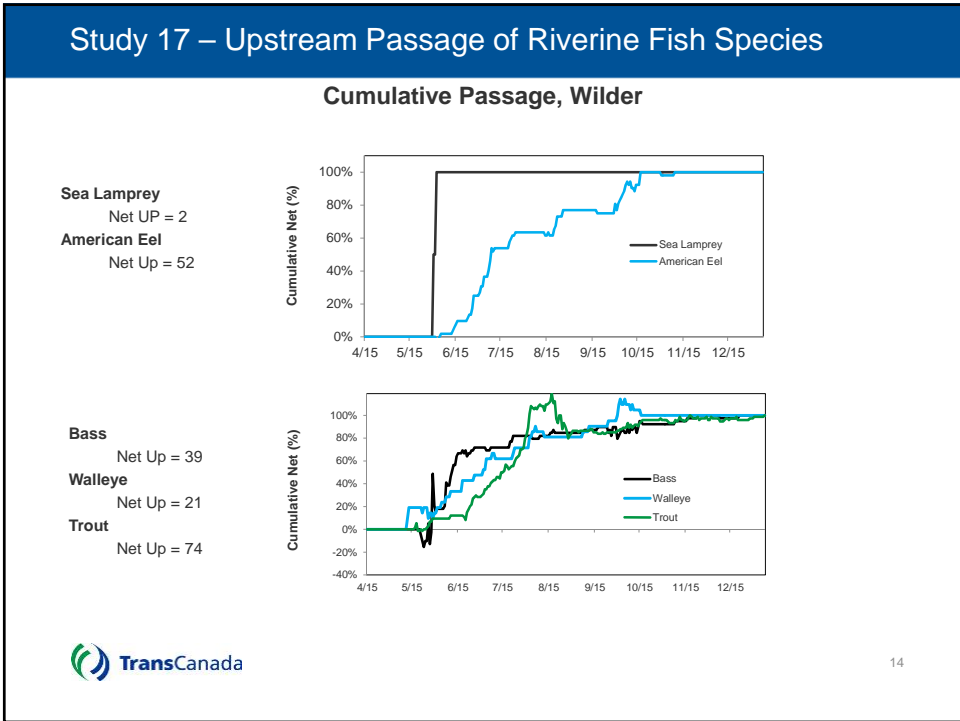 Study 17 – Upstream Passage of Riverine Fish Species
Cumulative Passage, Wilder
Sea Lamprey
Net UP = 2
American Eel
Net Up = 52
Cumulative Net (%)
100%
80%
60%
40%
20%
0%
4/15 5/15 6/15 7/15 8/15 9/15 10/15 11/15 12/15
Sea Lamprey
American Eel
Bass
Net Up = 39
Walleye
Net Up = 21
Trout
Net Up = 74
Cumulative Net (%)
100%
80%
60%
40%
20%
0%
-20%
-40%
4/15 5/15 6/15 7/15 8/15 9/15 10/15 11/15 12/15
Bass
Walleye
Trout
TransCanada
14